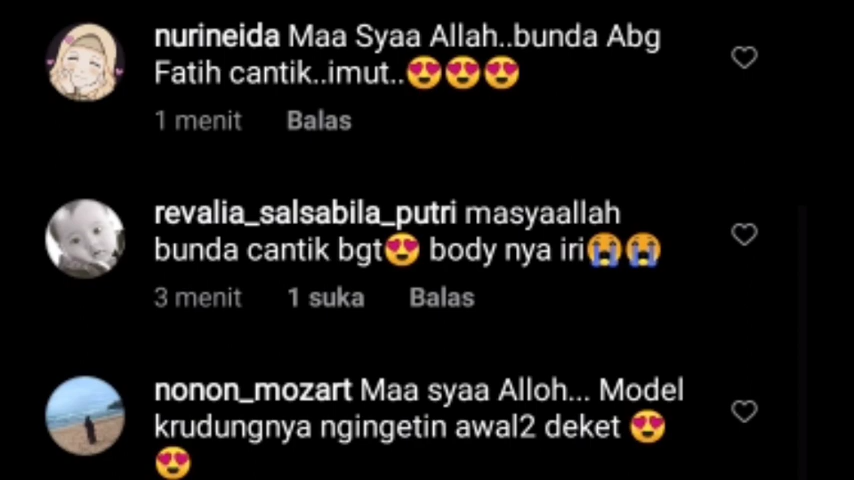 nurineida Maa Syaa Allah..bunda Abg
Fatih cantik..imut..😍😍😍
1 menit Balas
revalia_salsabila_putri masyaallah
bunda cantik bgt😍 body nya iri😭😭
3 menit 1 suka Balas
nonon_mozart Maa syaa Alloh... Model
krudungnya ngingetin awal2 deket 😍
😍